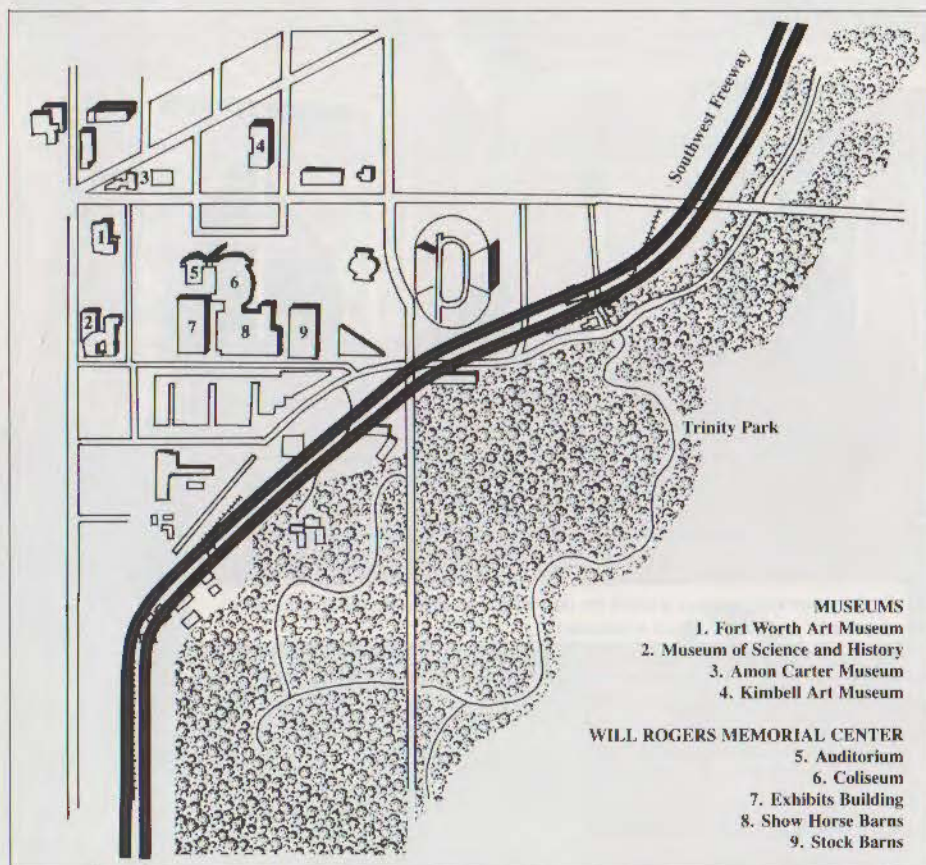 Southwest Freeway
4
3
1
5
6
2
7
8
9
Trinity Park
MUSEUMS
1. Fort Worth Art Museum
2. Museum of Science and History
3. Amon Carter Museum
4. Kimbell Art Museum
WILL ROGERS MEMORIAL CENTER
5. Auditorium
6. Coliseum
7. Exhibits Building
8. Show Horse Barns
9. Stock Barns